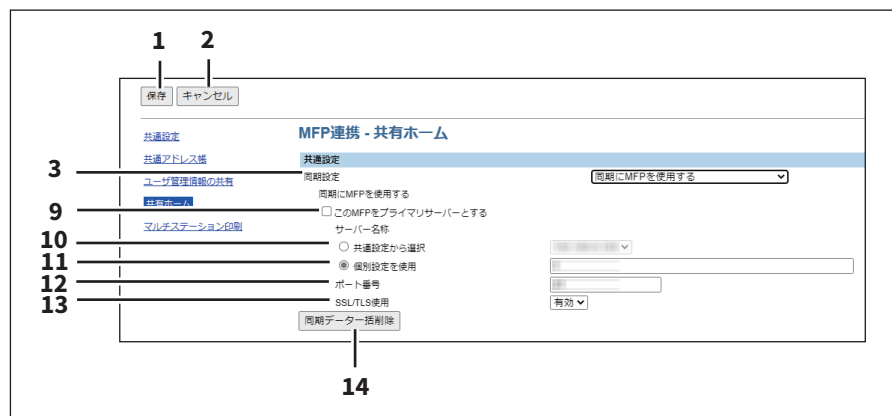 1 2
保存 キャンセル
MFP連携 - 共有ホーム
共通設定
共通アドレス帳
ユーザ管理情報の共有
共有ホーム
マルチステーション印刷
共通設定
3 同期設定 同期にMFPを使用する
同期にMFPを使用する
9 このMFPをプライマリサーバーとする
サーバー名称
10 共通設定から選択
11 個別設定を使用
12 ポート番号
13 SSL/TLS使用 有効
同期データ一括削除
14